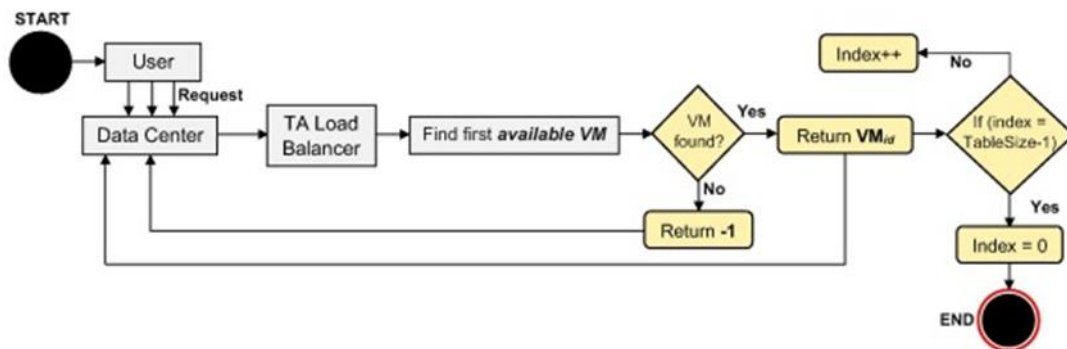 START
User
Request
Data Center
TA Load
Balancer
Find first available VM
VM
found?
Yes
No
Return VMid
Return -1
Index++
No
If (index =
TableSize-1)
Yes
Index = 0
END